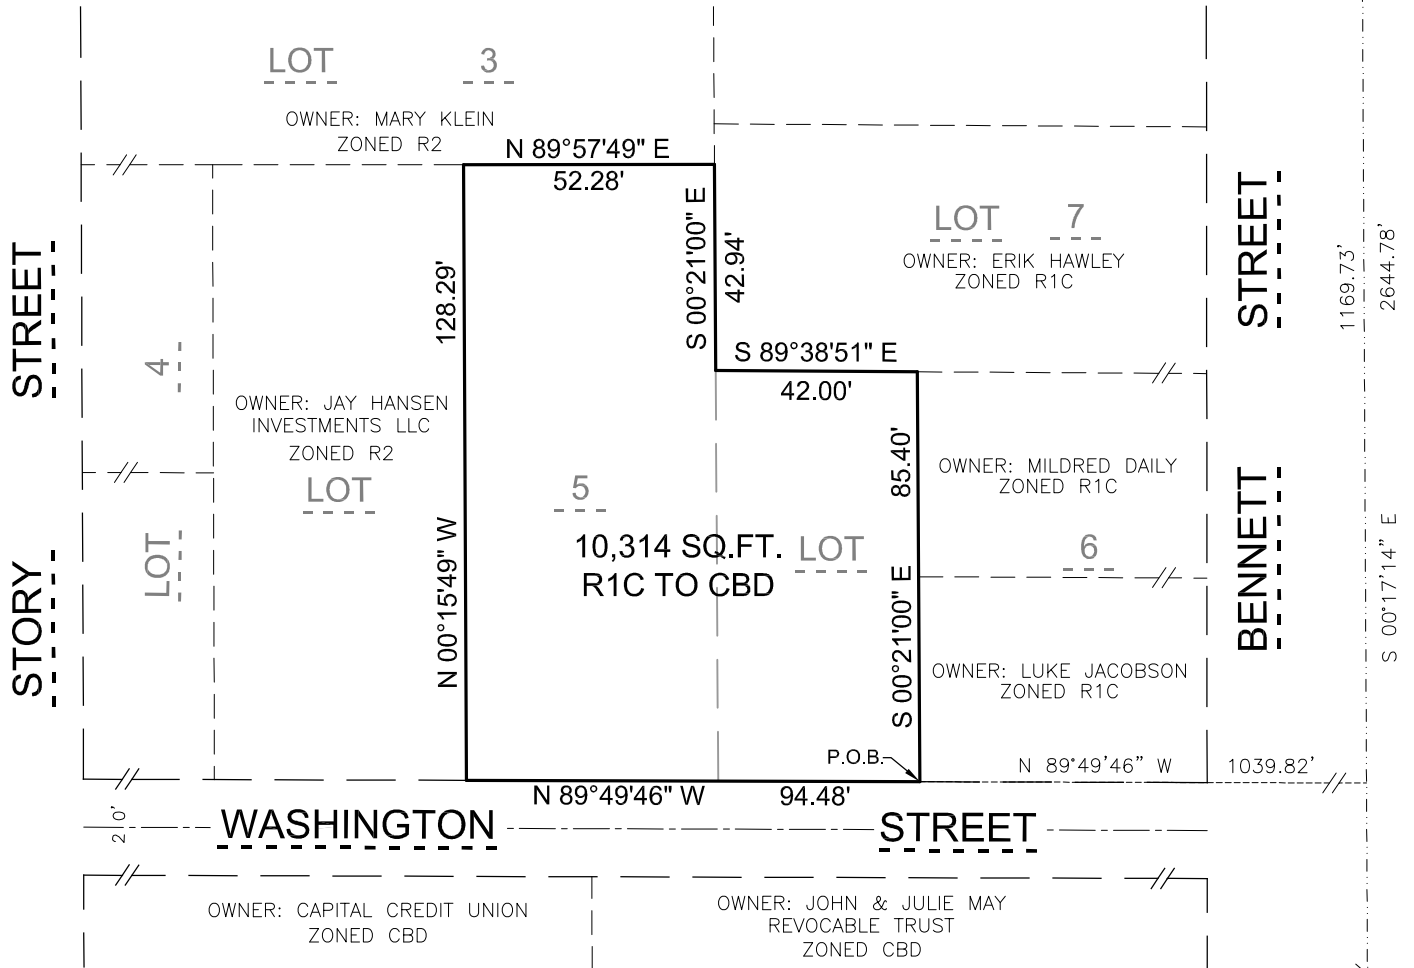 LOT 3
OWNER: MARY KLEIN
ZONED R2
N 89°57'49" E
52.28'
S 00°21'00" E
42.94'
LOT 7
OWNER: ERIK HAWLEY
ZONED R1C
STORY STREET
128.29'
N 00°15'49" W
LOT 4
OWNER: JAY HANSEN
INVESTMENTS LLC
ZONED R2
LOT 5
S 89°38'51" E
42.00'
85.40'
S 00°21'00" E
10,314 SQ.FT.
R1C TO CBD
LOT 6
OWNER: MILDRED DAILY
ZONED R1C
OWNER: LUKE JACOBSON
ZONED R1C
BENNETT STREET
1169.73'
2644.78'
S 00°17'14" E
P.O.B.
N 89°49'46" W 1039.82'
N 89°49'46" W 94.48'
WASHINGTON STREET
OWNER: CAPITAL CREDIT UNION
ZONED CBD
OWNER: JOHN & JULIE MAY
REVOCABLE TRUST
ZONED CBD